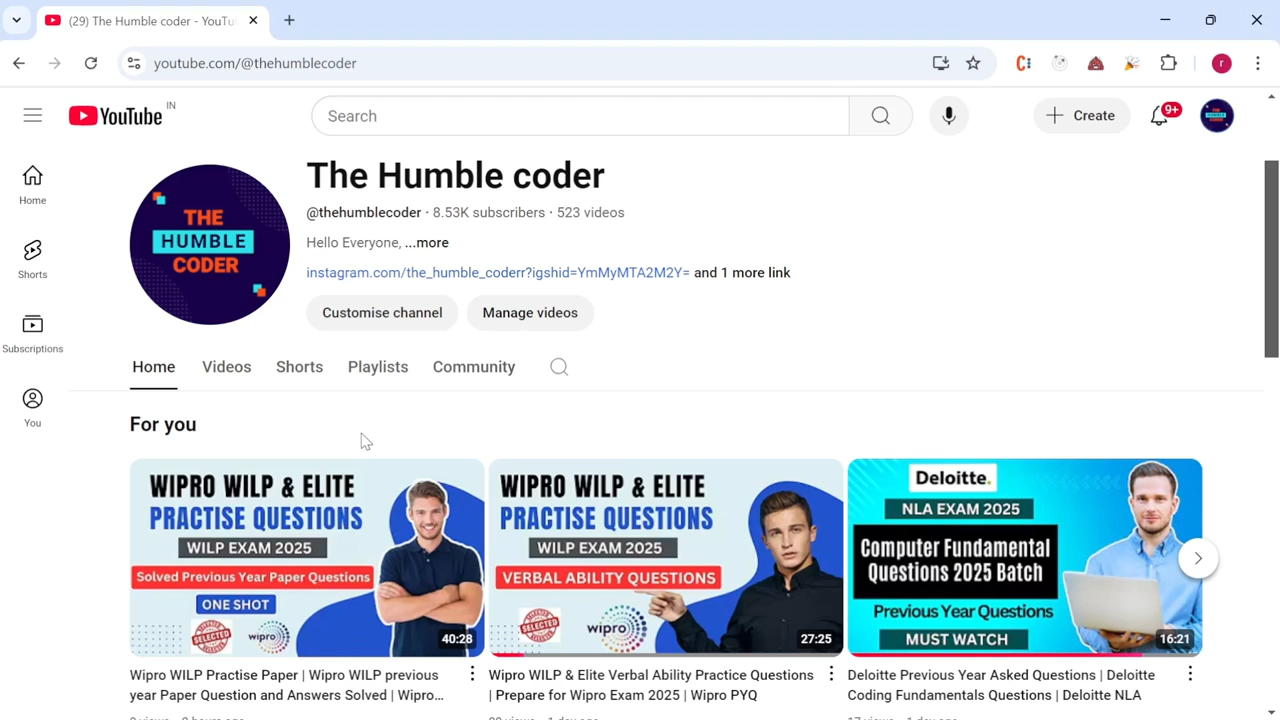 (29) The Humble coder - YouTu
youtube.com/@thehumblecoder
YouTube IN
Search
Create
9+
Home
Shorts
Subscriptions
You
THE
HUMBLE
CODER
The Humble coder
@thehumblecoder · 8.53K subscribers · 523 videos
Hello Everyone, ...more
instagram.com/the_humble_coderr?igshid=YmMyMTA2M2Y= and 1 more link
Customise channel
Manage videos
Home Videos Shorts Playlists Community
For you
WIPRO WILP & ELITE
PRACTISE QUESTIONS
WILP EXAM 2025
Solved Previous Year Paper Questions
ONE SHOT
SELECTED
wipro
40:28
Wipro WILP Practise Paper | Wipro WILP previous
year Paper Question and Answers Solved | Wipro...
WIPRO WILP & ELITE
PRACTISE QUESTIONS
WILP EXAM 2025
VERBAL ABILITY QUESTIONS
SELECTED
wipro
27:25
Wipro WILP & Elite Verbal Ability Practice Questions
| Prepare for Wipro Exam 2025 | Wipro PYQ
Deloitte.
NLA EXAM 2025
Computer Fundamental
Questions 2025 Batch
Previous Year Questions
MUST WATCH
16:21
Deloitte Previous Year Asked Questions | Deloitte
Coding Fundamentals Questions | Deloitte NLA